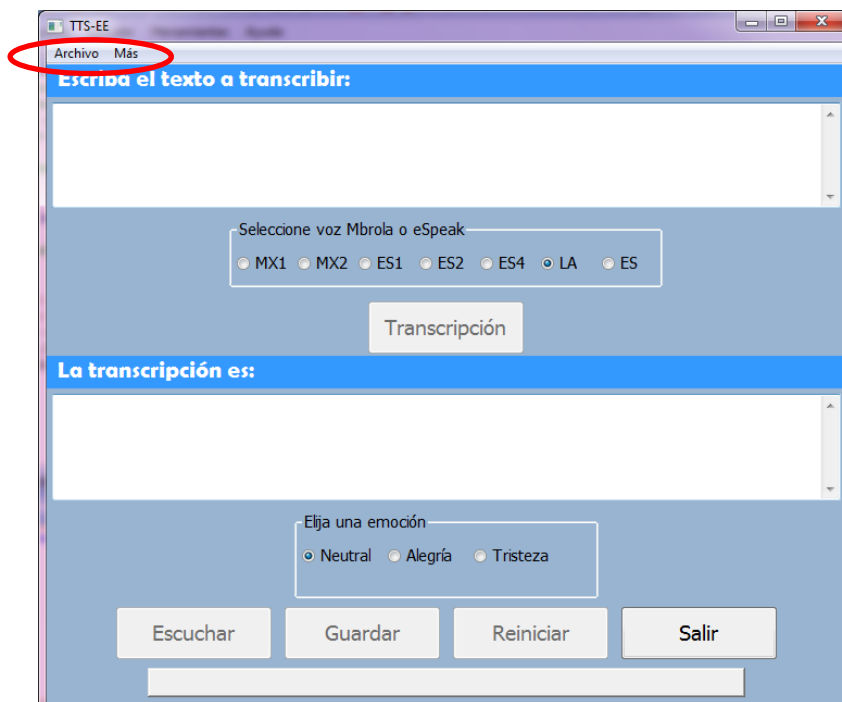 TTS-EE
Archivo Más
Escriba el texto a transcribir:
Seleccione voz Mbrola o eSpeak
MX1 MX2 ES1 ES2 ES4 LA ES
Transcripción
La transcripción es:
Elija una emoción
Neutral Alegría Tristeza
Escuchar Guardar Reiniciar Salir